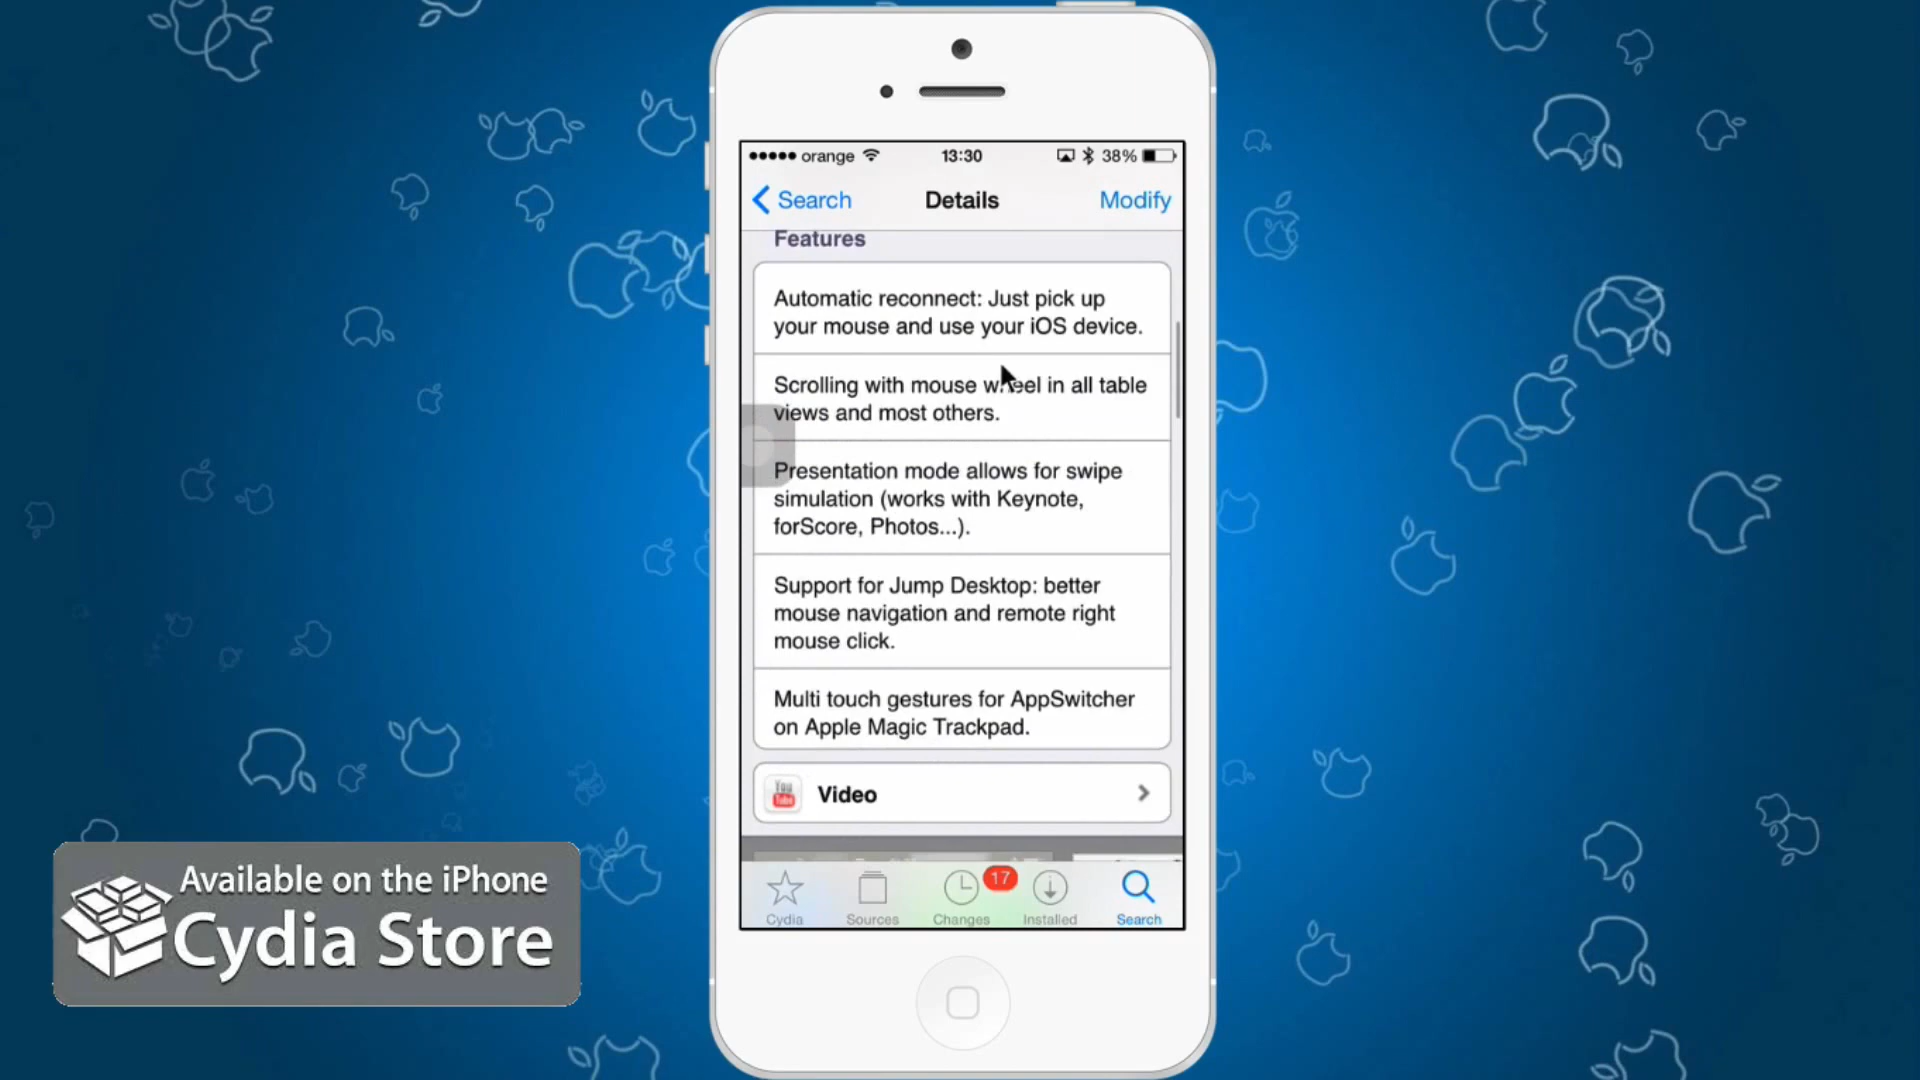 orange
13:30
38%
Search
Details
Modify
Features
Automatic reconnect: Just pick up
your mouse and use your iOS device.
Scrolling with mouse wheel in all table
views and most others.
Presentation mode allows for swipe
simulation (works with Keynote,
forScore, Photos...).
Support for Jump Desktop: better
mouse navigation and remote right
mouse click.
Multi touch gestures for AppSwitcher
on Apple Magic Trackpad.
You
Tube
Video
17
Cydia
Sources
Changes
Installed
Search
Available on the iPhone
Cydia Store